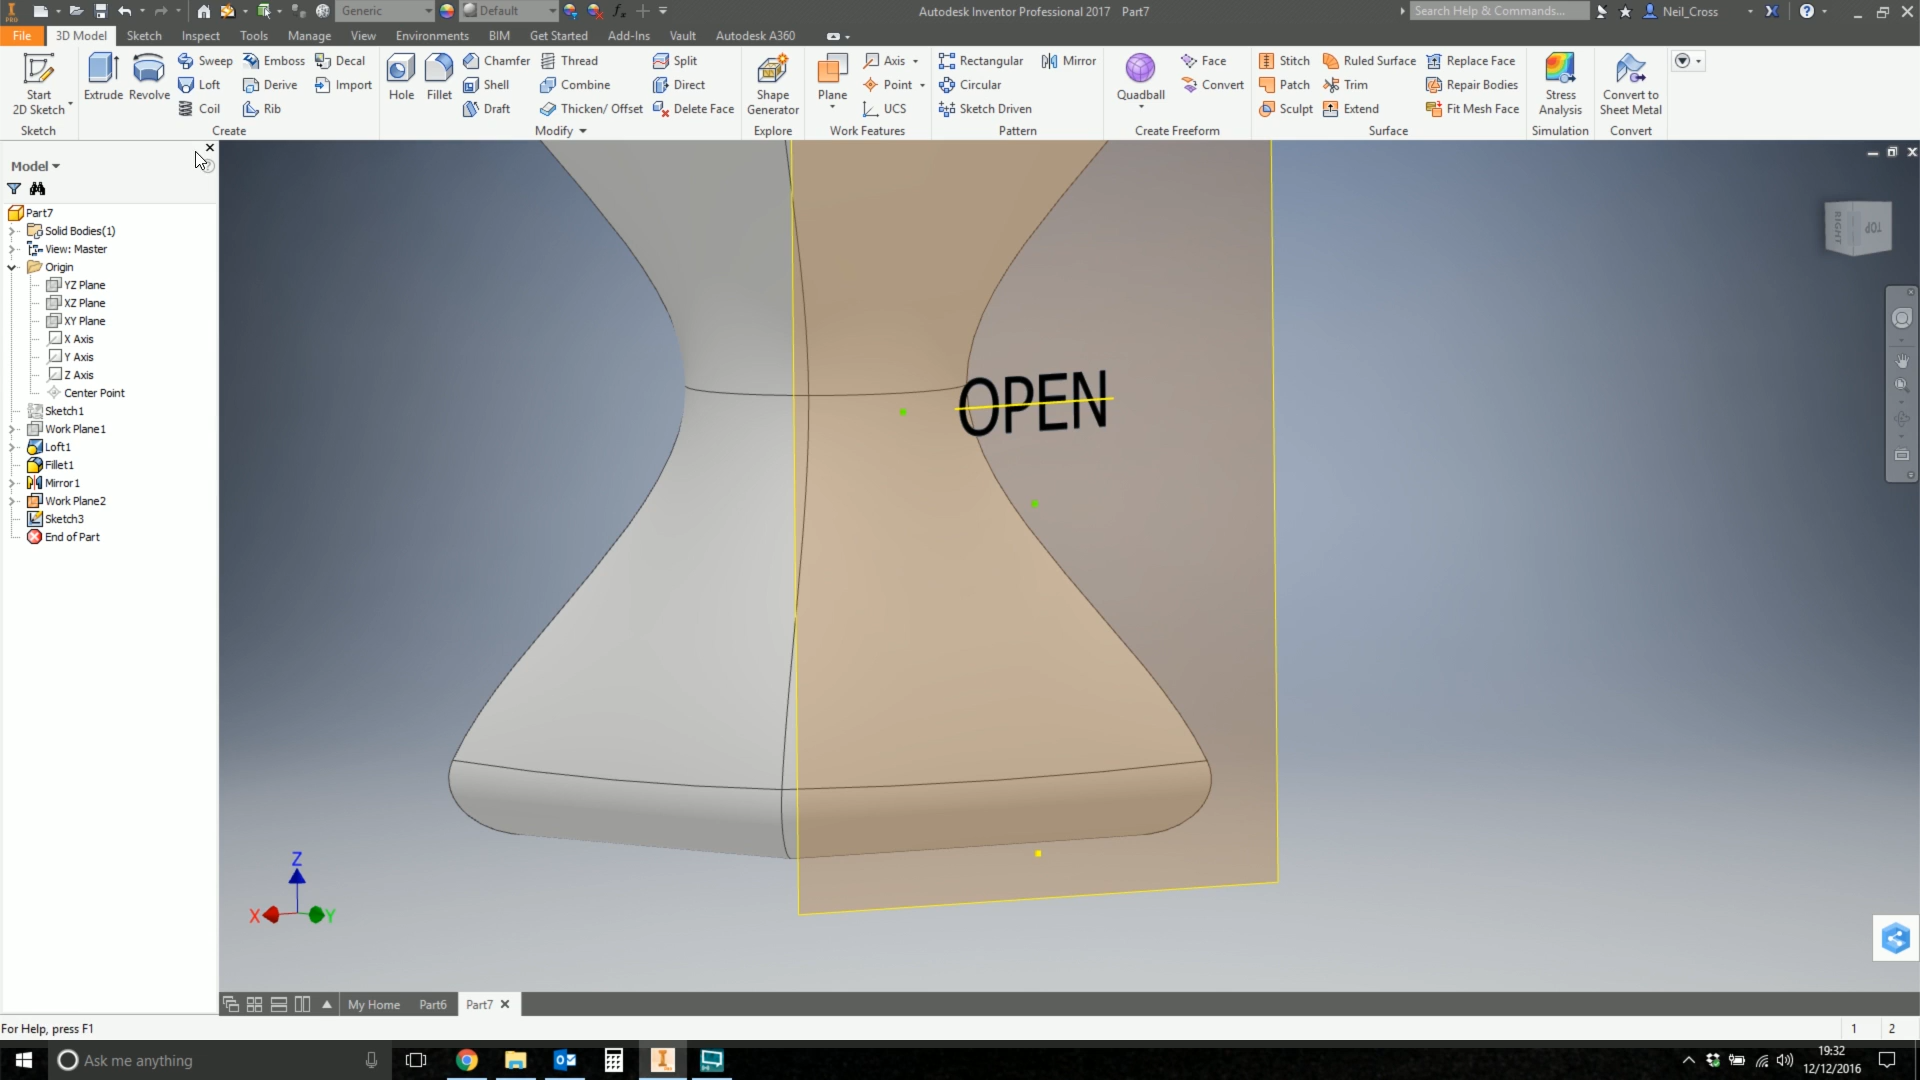 Generic
Default
Autodesk Inventor Professional 2017 Part7
Search Help & Commands...
Neil_Cross
File 3D Model Sketch Inspect Tools Manage View Environments BIM Get Started Add-Ins Vault Autodesk A360
Start
2D Sketch
Sketch
Extrude
Revolve
Sweep
Loft
Coil
Emboss
Derive
Rib
Decal
Import
Create
Hole
Fillet
Chamfer
Shell
Draft
Thread
Combine
Thicken/ Offset
Split
Direct
Delete Face
Modify
Shape
Generator
Explore
Plane
Axis
Point
UCS
Work Features
Rectangular
Circular
Sketch Driven
Mirror
Pattern
Quadball
Face
Convert
Create Freeform
Stitch
Patch
Sculpt
Ruled Surface
Trim
Extend
Replace Face
Repair Bodies
Fit Mesh Face
Surface
Stress
Analysis
Simulation
Convert to
Sheet Metal
Convert
Model
Part7
Solid Bodies(1)
View: Master
Origin
YZ Plane
XZ Plane
XY Plane
X Axis
Y Axis
Z Axis
Center Point
Sketch1
Work Plane1
Loft1
Fillet1
Mirror1
Work Plane2
Sketch3
End of Part
OPEN
RIGHT
TOP
Z
X
Y
My Home Part6 Part7
For Help, press F1
1 2
Ask me anything
19:32
12/12/2016